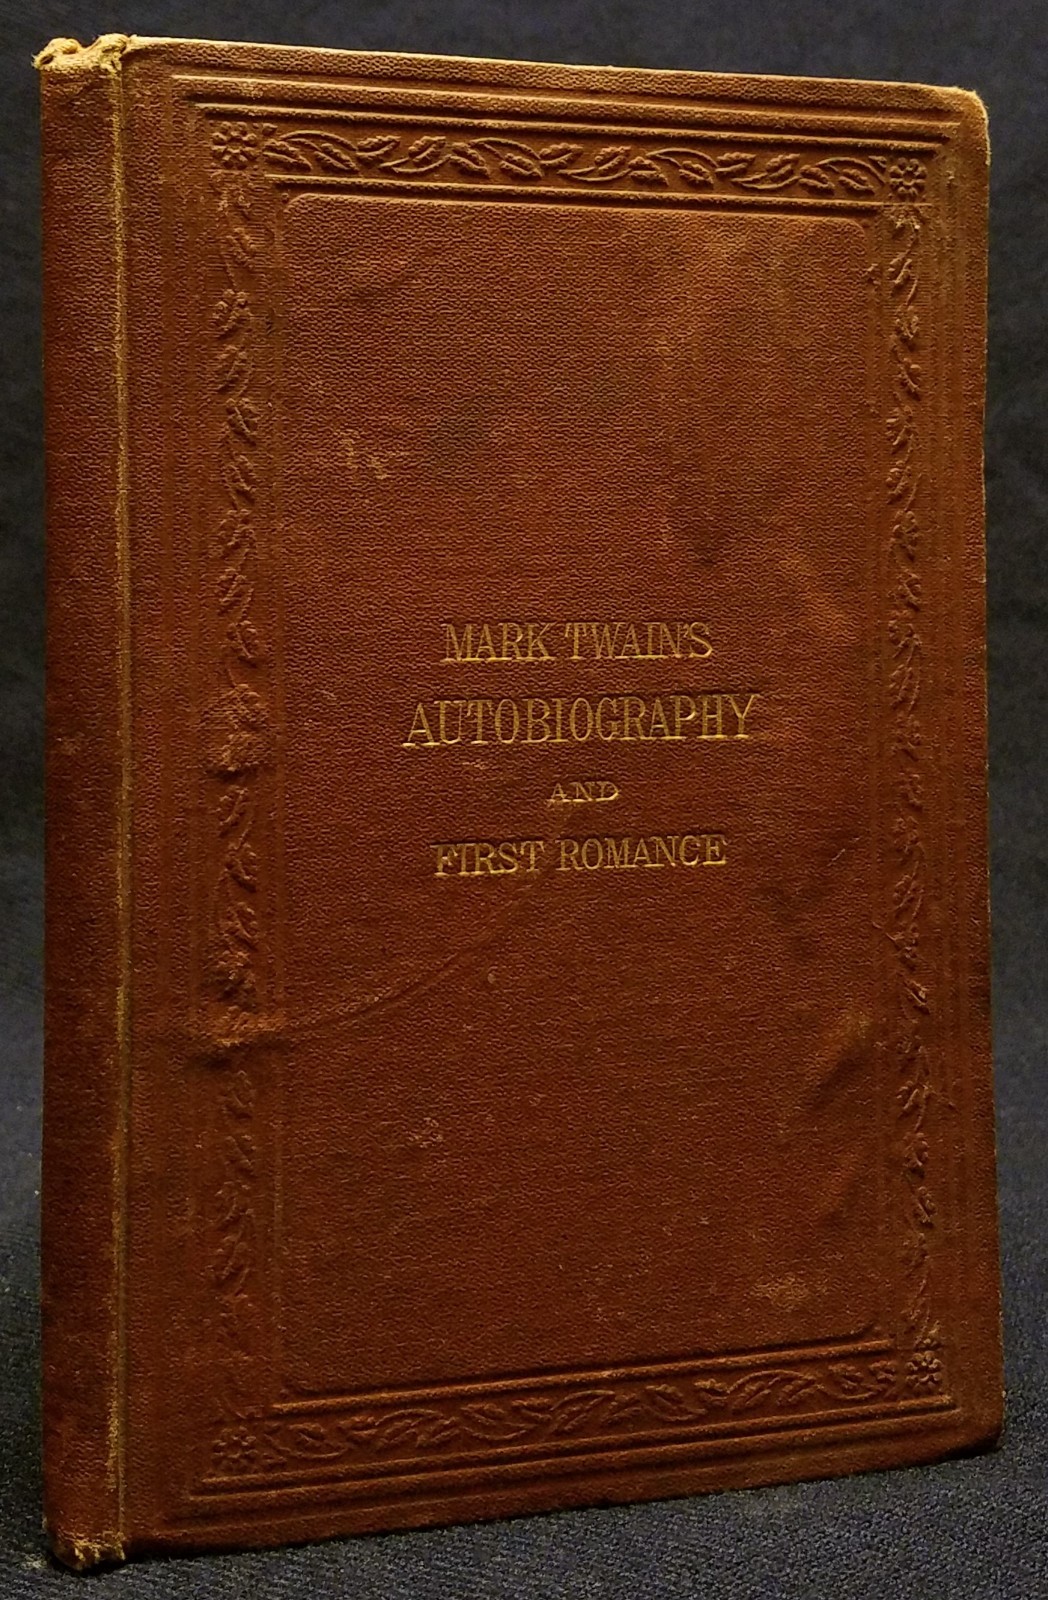 MARK TWAIN'S
AUTOBIOGRAPHY
AND
FIRST ROMANCE